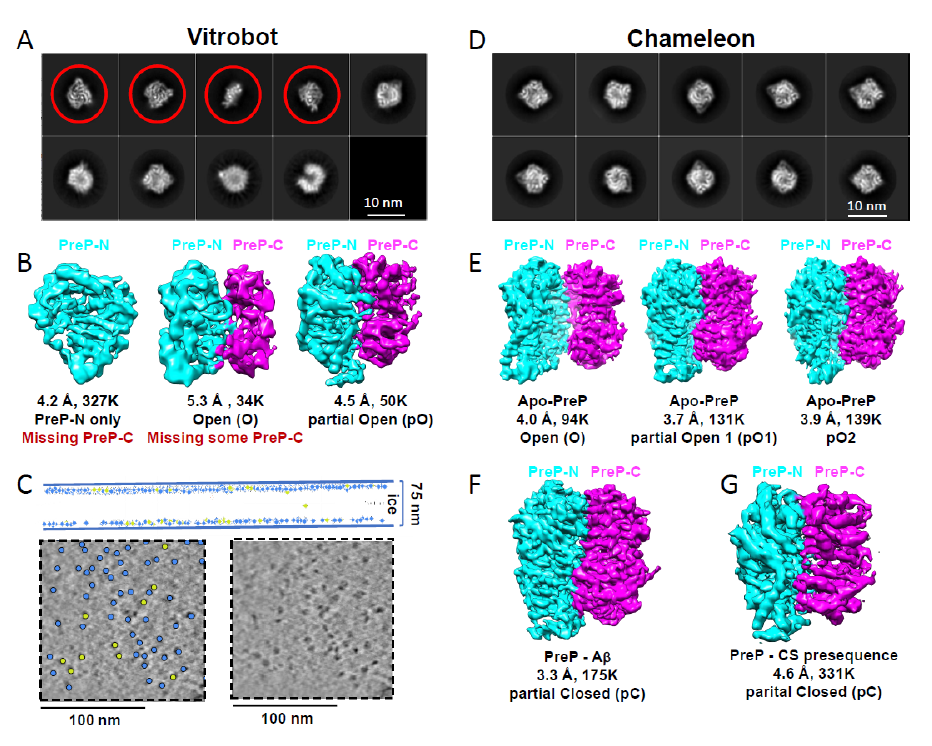 A
Vitrobot
10 nm
B
PreP-N
PreP-N PreP-C
PreP-N PreP-C
4.2 Å, 327K
PreP-N only
Missing PreP-C
5.3 Å , 34K
Open (O)
Missing some PreP-C
4.5 Å, 50K
partial Open (pO)
C
75 nm
ice
100 nm
100 nm
D
Chameleon
10 nm
E
PreP-N PreP-C
PreP-N PreP-C
PreP-N PreP-C
Apo-PreP
4.0 Å, 94K
Open (O)
Apo-PreP
3.7 Å, 131K
partial Open 1 (pO1)
Apo-PreP
3.9 Å, 139K
pO2
F
PreP-N PreP-C
PreP - Aβ
3.3 Å, 175K
partial Closed (pC)
G
PreP-N PreP-C
PreP - CS presequence
4.6 Å, 331K
parital Closed (pC)